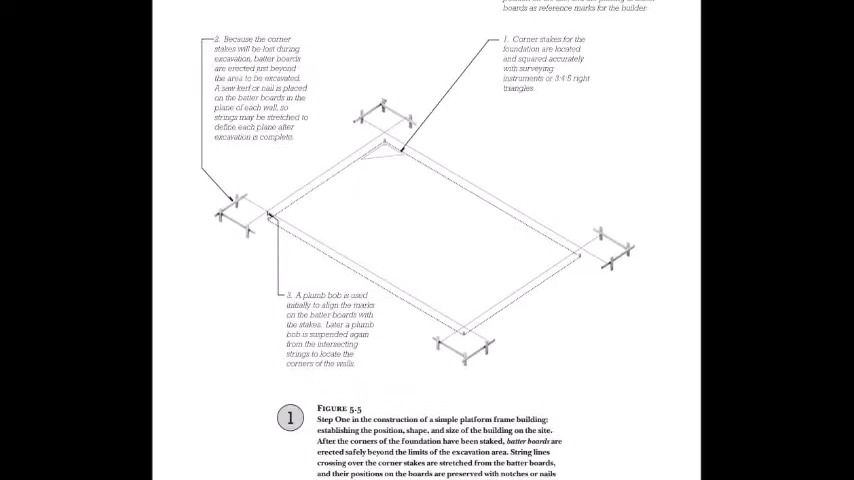 boards as reference marks for the builder.
2. Because the corner
stakes will be lost during
excavation, batter boards
are erected just beyond
the area to be excavated.
A saw kerf or nail is placed
on the batter boards in the
plane of each wall, so
strings may be stretched to
define each plane after
excavation is complete.
1. Corner stakes for the
foundation are located
and squared accurately
with surveying
instruments or 3:4:5 right
triangles.
3. A plumb bob is used
initially to align the marks
on the batter boards with
the stakes. Later a plumb
bob is suspended again
from the intersecting
strings to locate the
corners of the walls.
1
FIGURE 5.5
Step One in the construction of a simple platform frame building:
establishing the position, shape, and size of the building on the site.
After the corners of the foundation have been staked, batter boards are
erected safely beyond the limits of the excavation area. String lines
crossing over the corner stakes are stretched from the batter boards,
and their positions on the boards are preserved with notches or nails